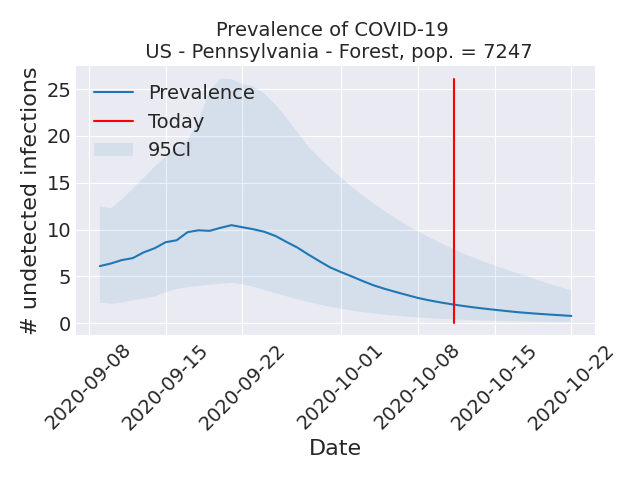 Prevalence of COVID-19
US - Pennsylvania - Forest, pop. = 7247
# undetected infections
25
20
15
10
5
0
Prevalence
Today
95CI
2020-09-08
2020-09-15
2020-09-22
2020-10-01
2020-10-08
2020-10-15
2020-10-22
Date